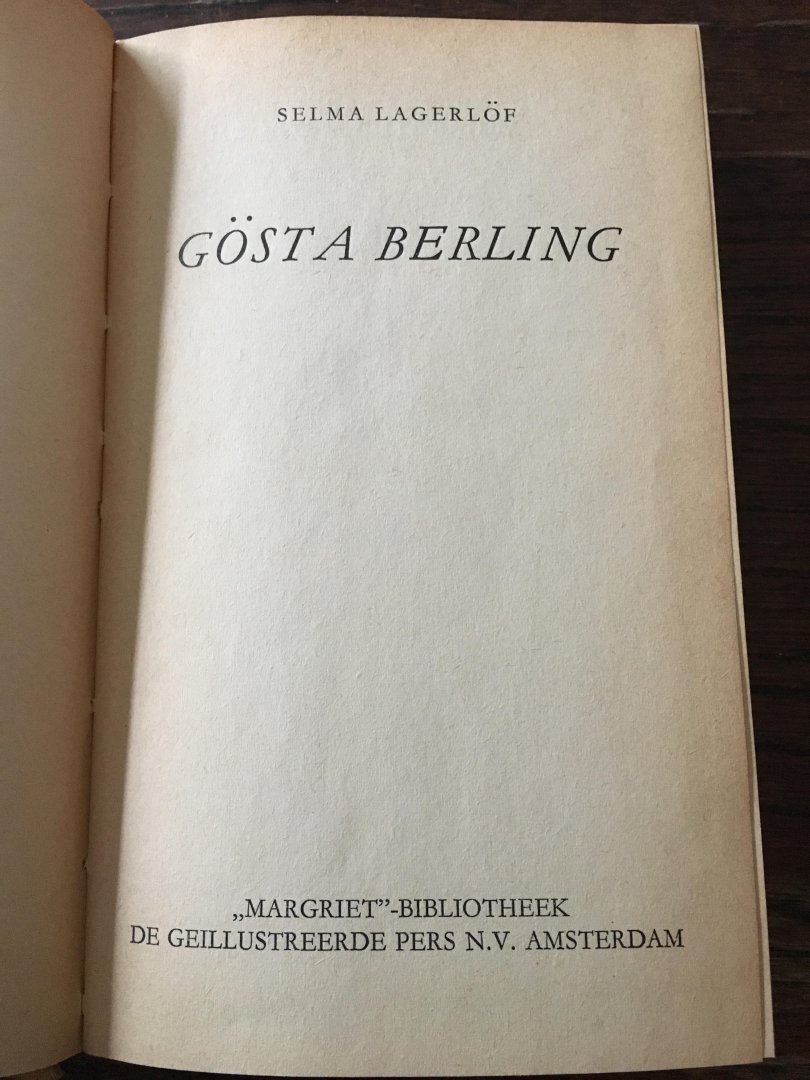 SELMA LAGERLÖF
GÖSTA BERLING
„MARGRIET”-BIBLIOTHEEK
DE GEILLUSTREERDE PERS N.V. AMSTERDAM